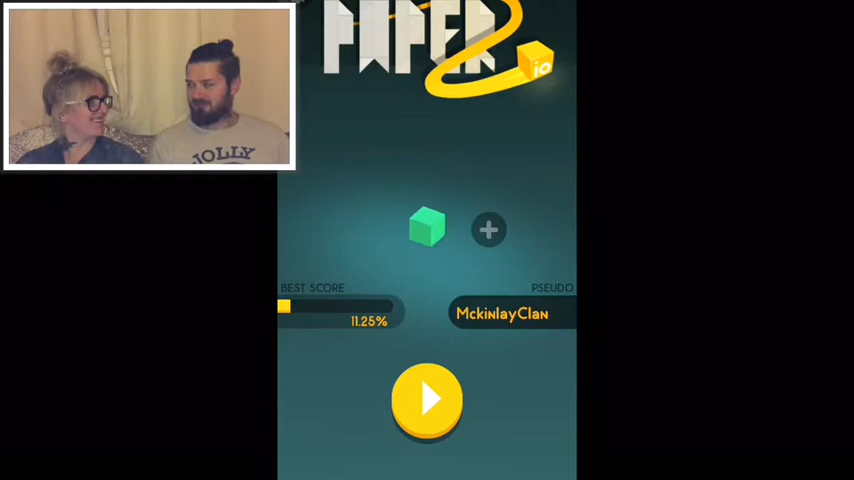 PAPER
io
JOLLY
BEST SCORE
PSEUDO
11.25%
MckinlayClan